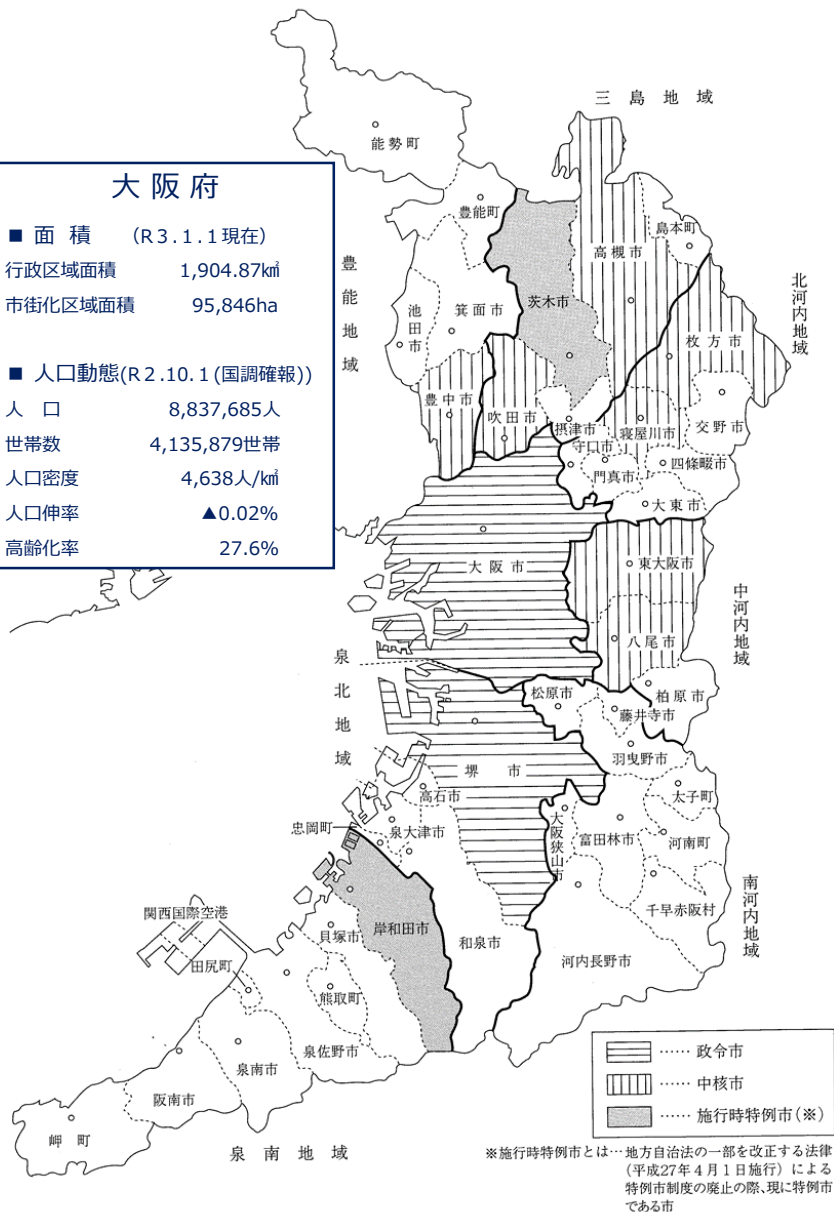 三島地域
能勢町
大阪府
■ 面 積 （R３.１.１現在）
行政区域面積 1,904.87㎢
市街化区域面積 95,846ha
■ 人口動態(R２.10.１(国調確報))
人 口 8,837,685人
世帯数 4,135,879世帯
人口密度 4,638人/㎢
人口伸率 ▲0.02%
高齢化率 27.6%
豊能町
島本町
高槻市
豊能地域
北河内地域
茨木市
箕面市
池田市
枚方市
豊中市
吹田市
摂津市
寝屋川市
交野市
守口市
門真市
四條畷市
大東市
大阪市
東大阪市
中河内地域
八尾市
泉北地域
松原市
柏原市
藤井寺市
羽曳野市
堺 市
高石市
太子町
忠岡町
泉大津市
大阪狭山市
富田林市
河南町
南河内地域
関西国際空港
千早赤阪村
岸和田市
貝塚市
和泉市
河内長野市
田尻町
熊取町
泉佐野市
泉南市
阪南市
岬 町
泉南地域
…… 政令市
…… 中核市
…… 施行時特例市(※)
※施行時特例市とは…地方自治法の一部を改正する法律
(平成27年４月１日施行）による
特例市制度の廃止の際、現に特例市
である市